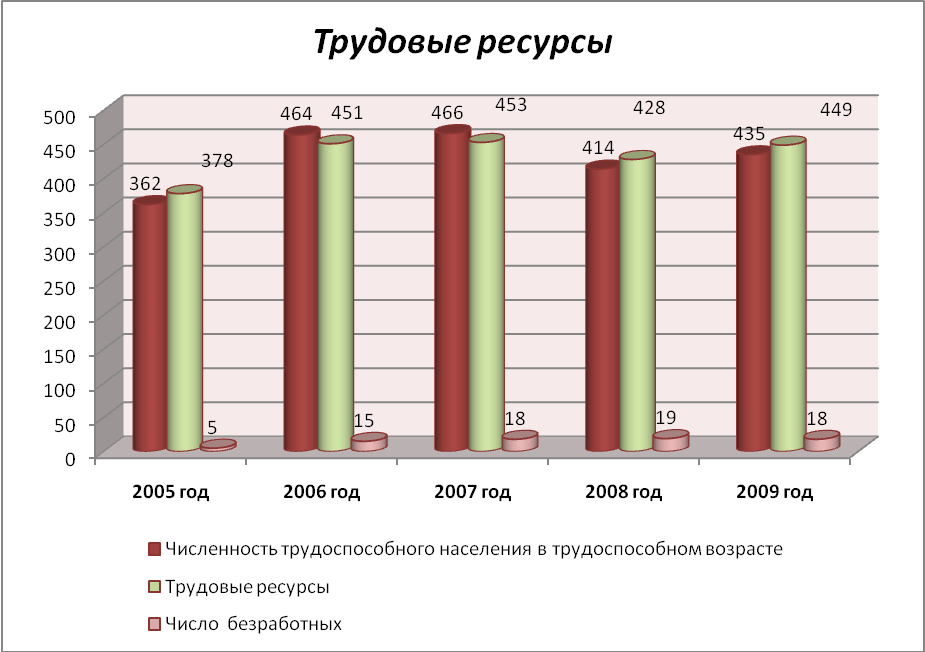 Трудовые ресурсы
500
450
400
350
300
250
200
150
100
50
0
362
378
5
464
451
15
466
453
18
414
428
19
435
449
18
2005 год
2006 год
2007 год
2008 год
2009 год
Численность трудоспособного населения в трудоспособном возрасте
Трудовые ресурсы
Число безработных